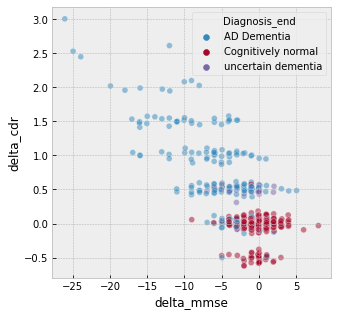 Diagnosis_end
AD Dementia
Cognitively normal
uncertain dementia
delta_cdr
3.0
2.5
2.0
1.5
1.0
0.5
0.0
−0.5
−25 −20 −15 −10 −5 0 5
delta_mmse